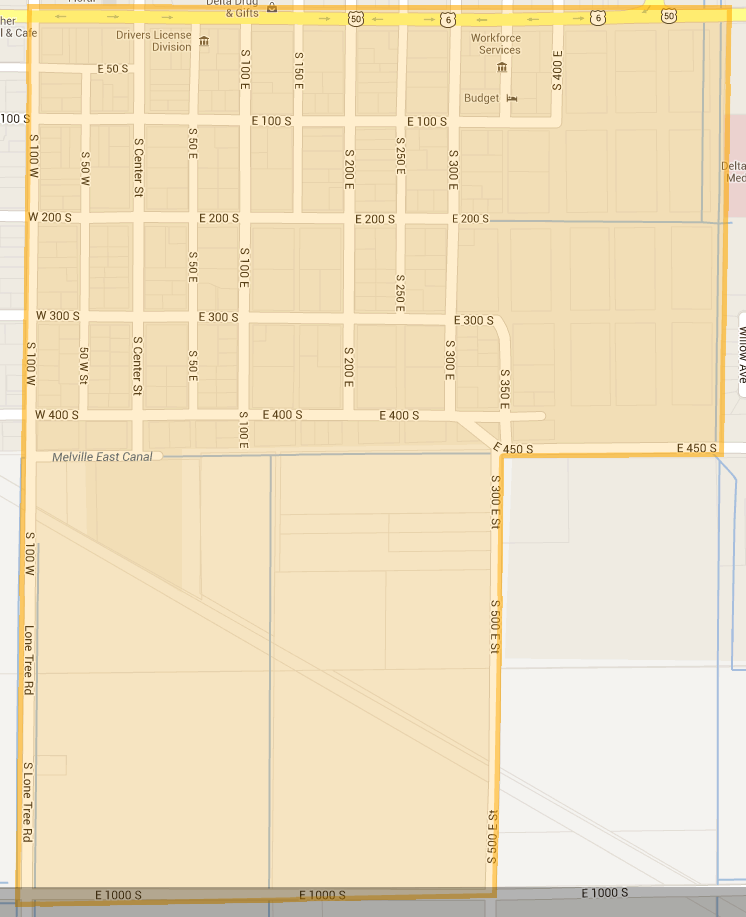 Delta Drug
& Gifts
50
6
6
50
l & Cafe
Drivers License
Division
Workforce
Services
E 50 S
S 100 E
S 150 E
S 400 E
Budget
100 S
E 100 S
E 100 S
S 100 W
S 50 W
S Center St
S 50 E
S 200 E
S 250 E
S 300 E
Delta
Med
W 200 S
E 200 S
E 200 S
E 200 S
S 50 E
S 100 E
S 250 E
W 300 S
E 300 S
E 300 S
S 100 W
50 W St
S Center St
S 50 E
S 200 E
S 300 E
S 350 E
Willow Ave
W 400 S
S 100 E
E 400 S
E 400 S
E 450 S
E 450 S
Melville East Canal
S 300 E St
S 100 W
S 500 E St
Lone Tree Rd
S Lone Tree Rd
S 500 E St
E 1000 S
E 1000 S
E 1000 S